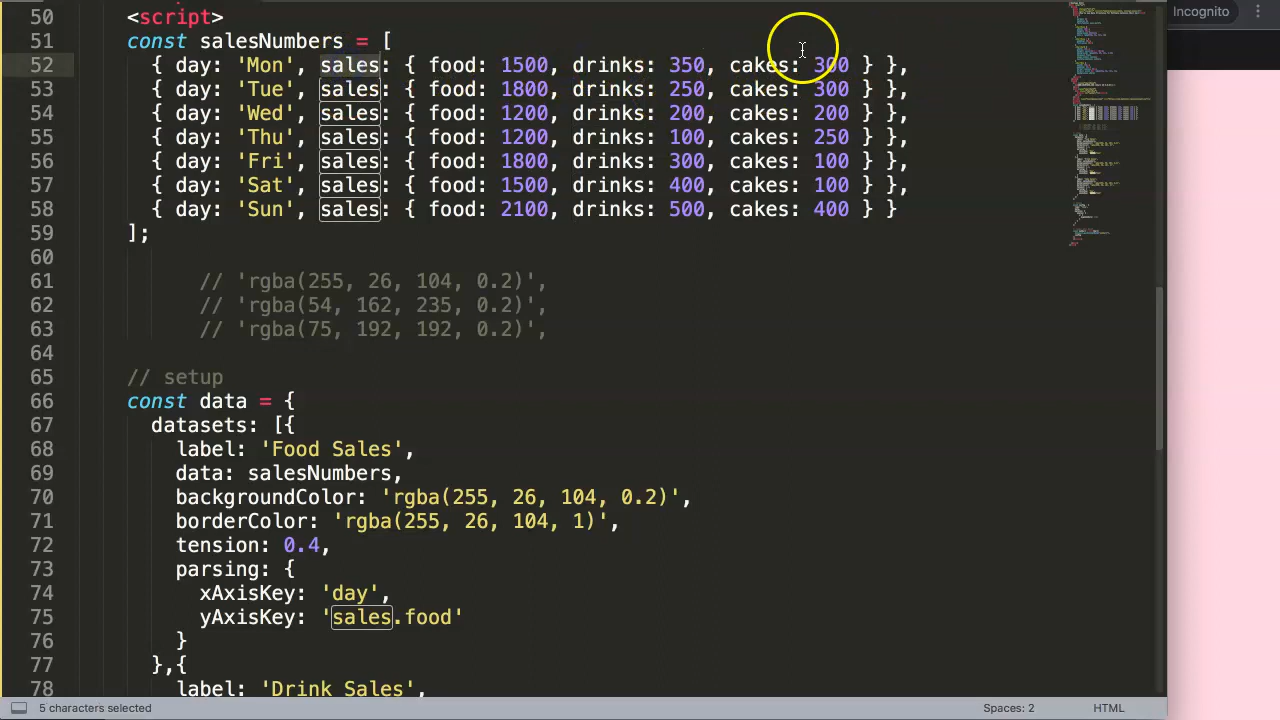 50 <script>
Incognito
51 const salesNumbers = [
52 { day: 'Mon', sales: { food: 1500, drinks: 350, cakes: 300 } },
53 { day: 'Tue', sales: { food: 1800, drinks: 250, cakes: 300 } },
54 { day: 'Wed', sales: { food: 1200, drinks: 200, cakes: 200 } },
55 { day: 'Thu', sales: { food: 1200, drinks: 100, cakes: 250 } },
56 { day: 'Fri', sales: { food: 1800, drinks: 300, cakes: 100 } },
57 { day: 'Sat', sales: { food: 1500, drinks: 400, cakes: 100 } },
58 { day: 'Sun', sales: { food: 2100, drinks: 500, cakes: 400 } }
59 ];
60
61 // 'rgba(255, 26, 104, 0.2)',
62 // 'rgba(54, 162, 235, 0.2)',
63 // 'rgba(75, 192, 192, 0.2)',
64
65 // setup
66 const data = {
67 datasets: [{
68 label: 'Food Sales',
69 data: salesNumbers,
70 backgroundColor: 'rgba(255, 26, 104, 0.2)',
71 borderColor: 'rgba(255, 26, 104, 1)',
72 tension: 0.4,
73 parsing: {
74 xAxisKey: 'day',
75 yAxisKey: 'sales.food'
76 }
77 },{
78 label: 'Drink Sales',
5 characters selected
Spaces: 2
HTML